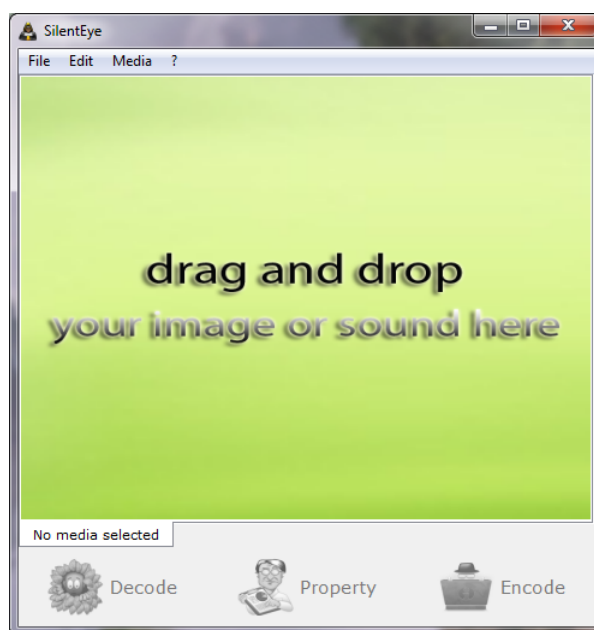 SilentEye
File Edit Media ?
drag and drop
your image or sound here
No media selected
Decode Property Encode